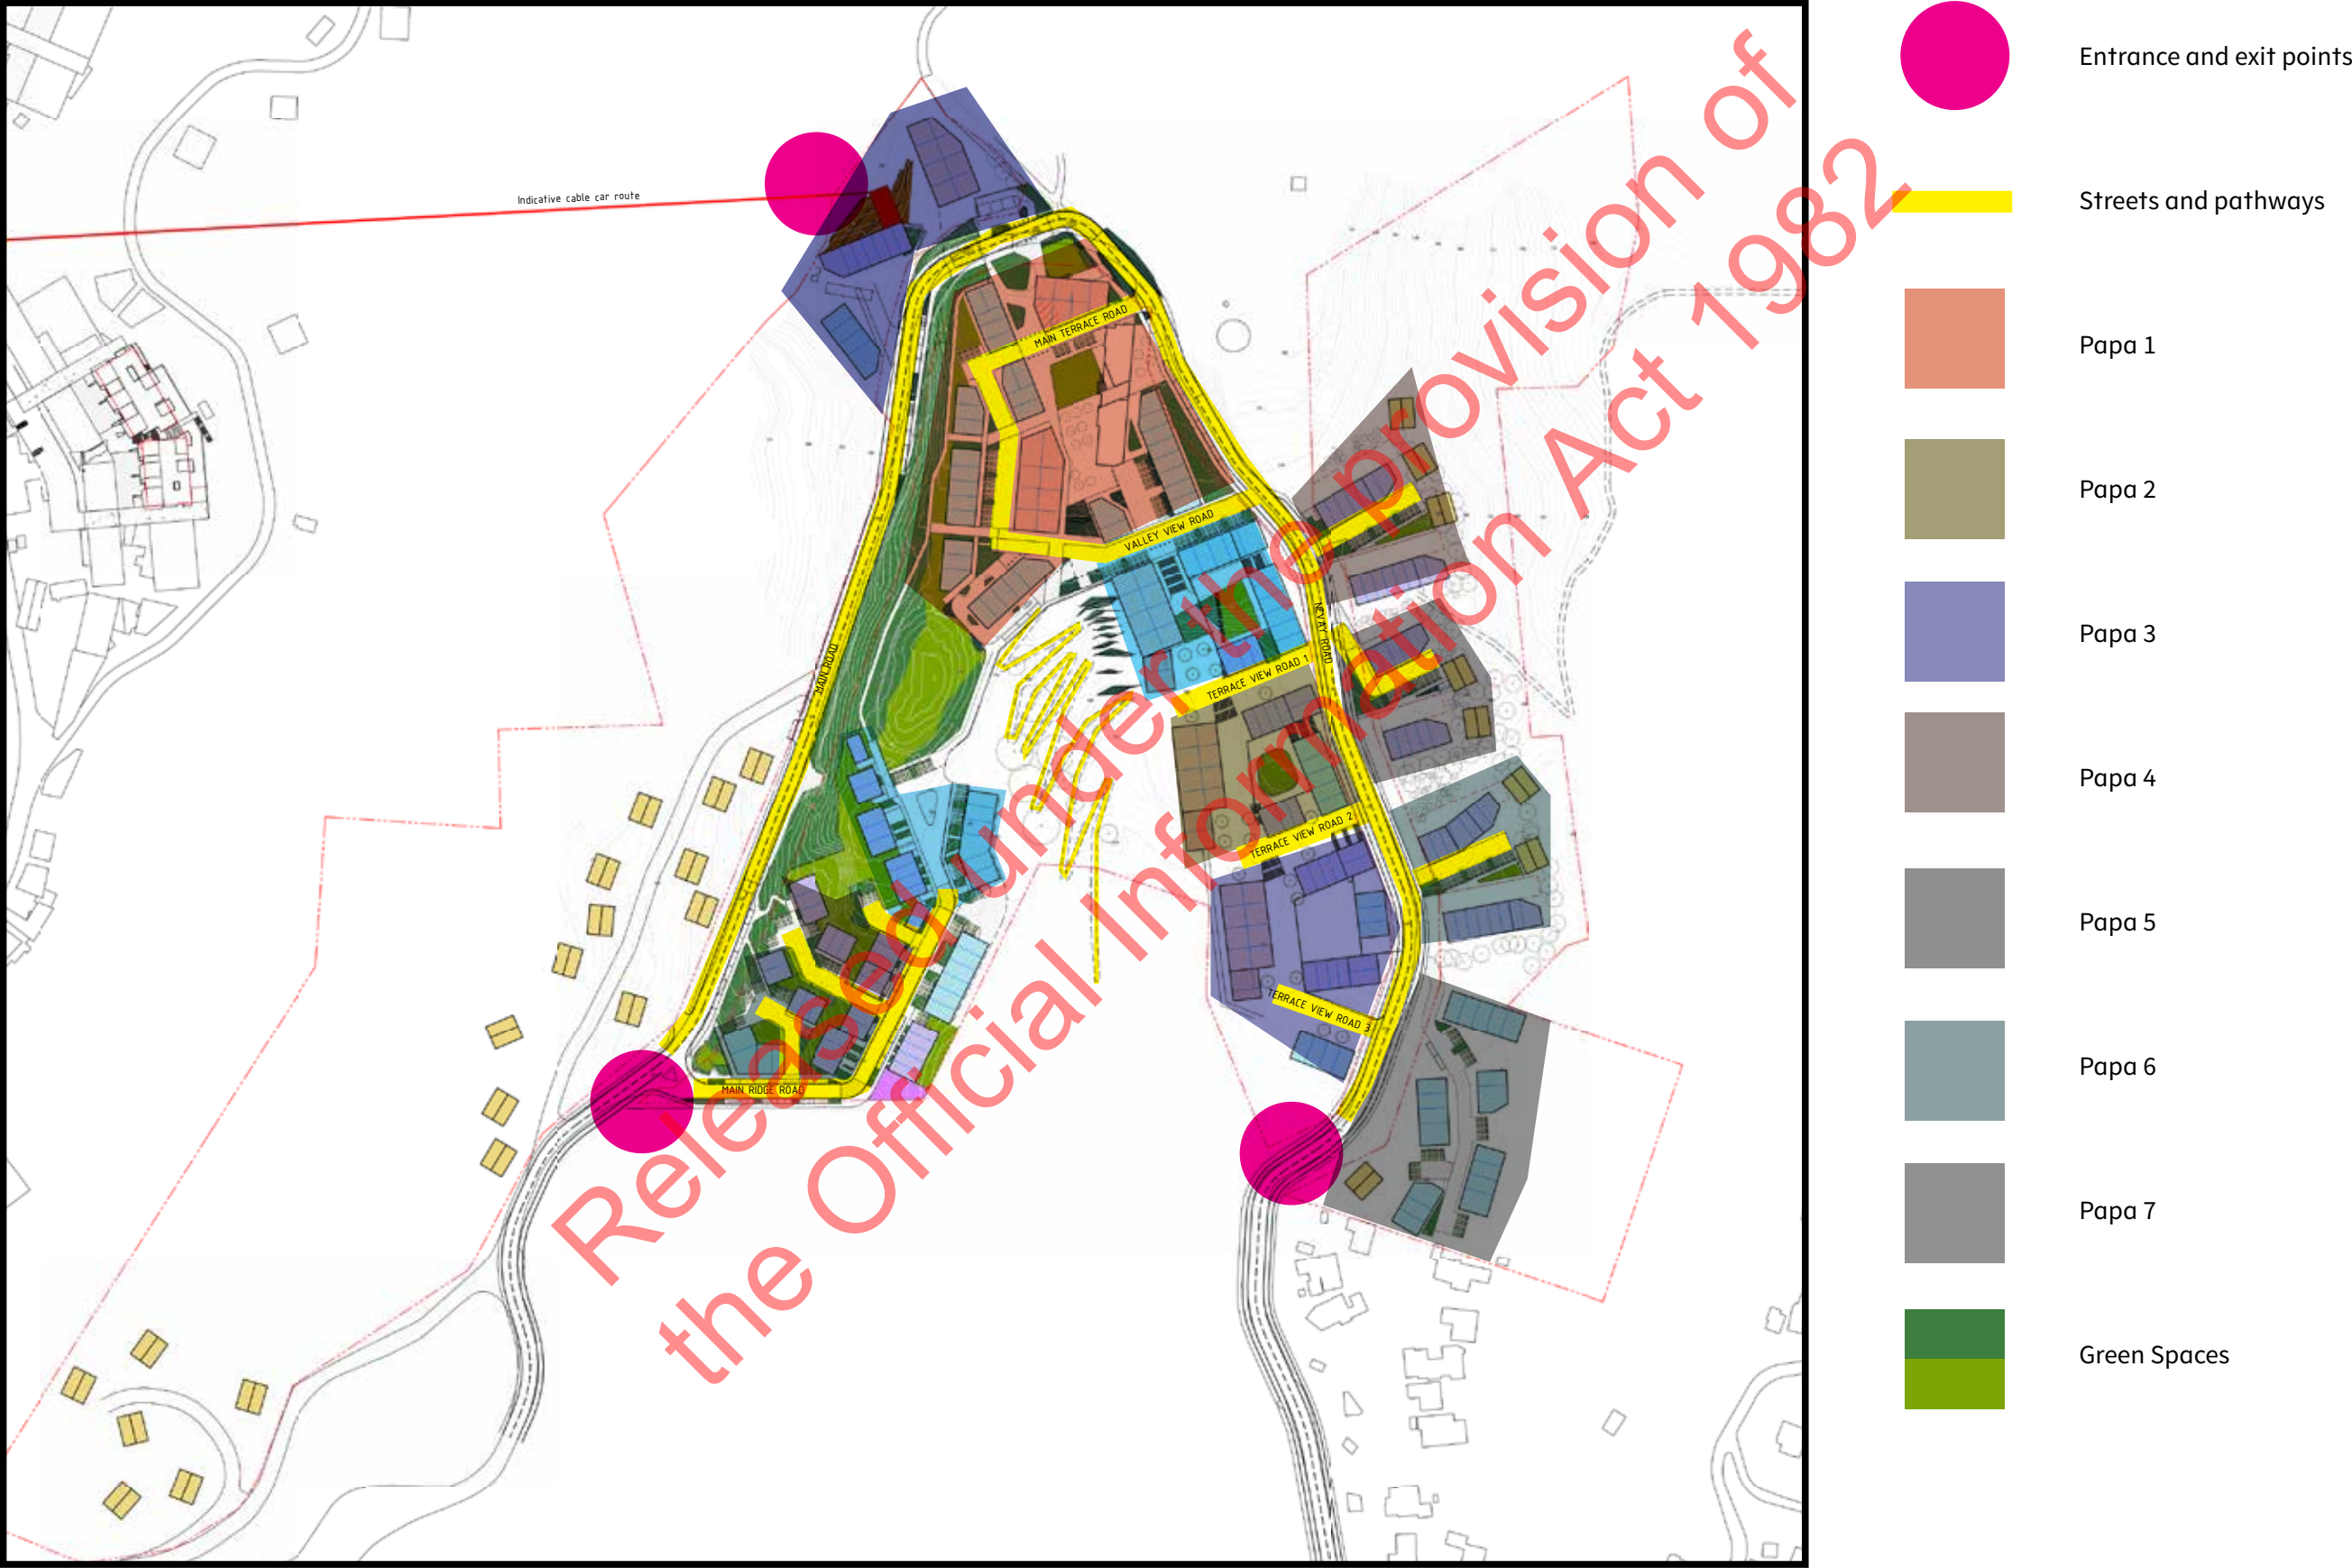 Indicative cable car route
MAIN TERRACE ROAD
VALLEY VIEW ROAD
NEVAY ROAD
MAIN ROAD
TERRACE VIEW ROAD 1
TERRACE VIEW ROAD 2
TERRACE VIEW ROAD 3
MAIN RIDGE ROAD
Released under the provision of
the Official Information Act 1982
Entrance and exit points
Streets and pathways
Papa 1
Papa 2
Papa 3
Papa 4
Papa 5
Papa 6
Papa 7
Green Spaces